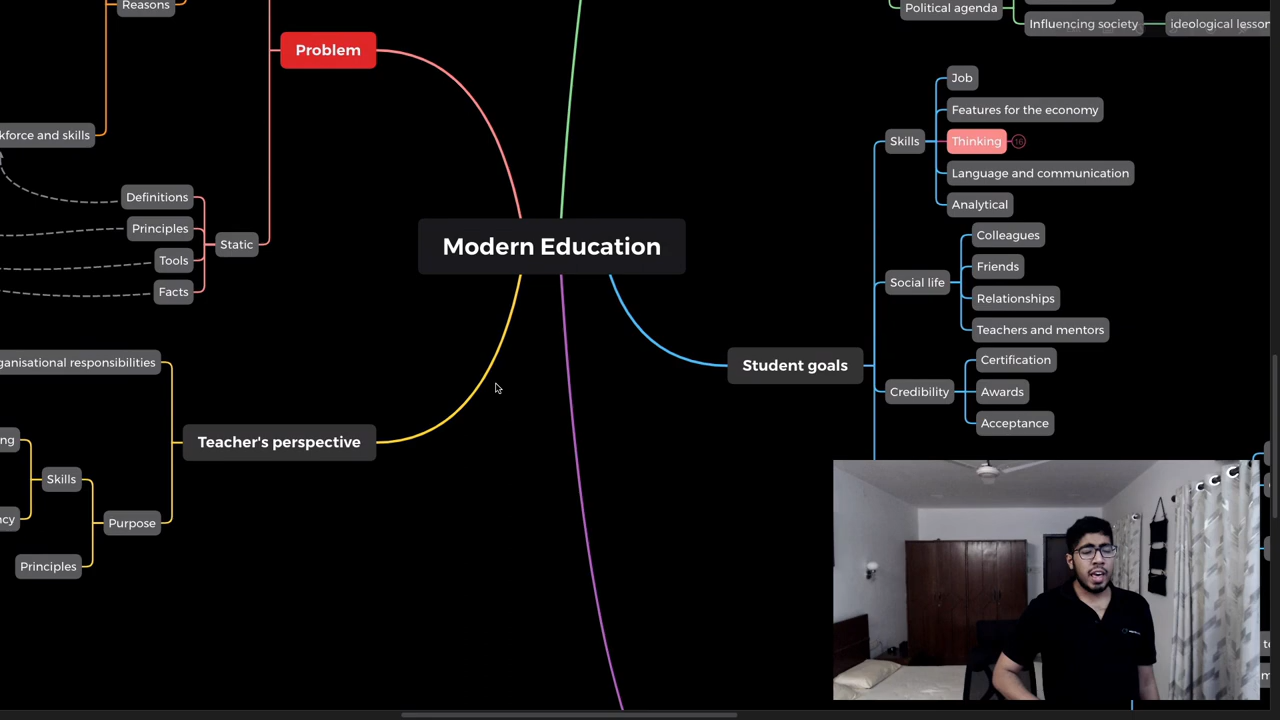 Reasons
Political agenda
Influencing society
ideological lesson
Problem
kforce and skills
Definitions
Principles
Tools
Facts
Static
Modern Education
Job
Features for the economy
Skills
Thinking
16
Language and communication
Analytical
Colleagues
Friends
Social life
Relationships
Teachers and mentors
Student goals
Certification
Credibility
Awards
Acceptance
ganisational responsibilities
Teacher's perspective
ng
Skills
cy
Purpose
Principles